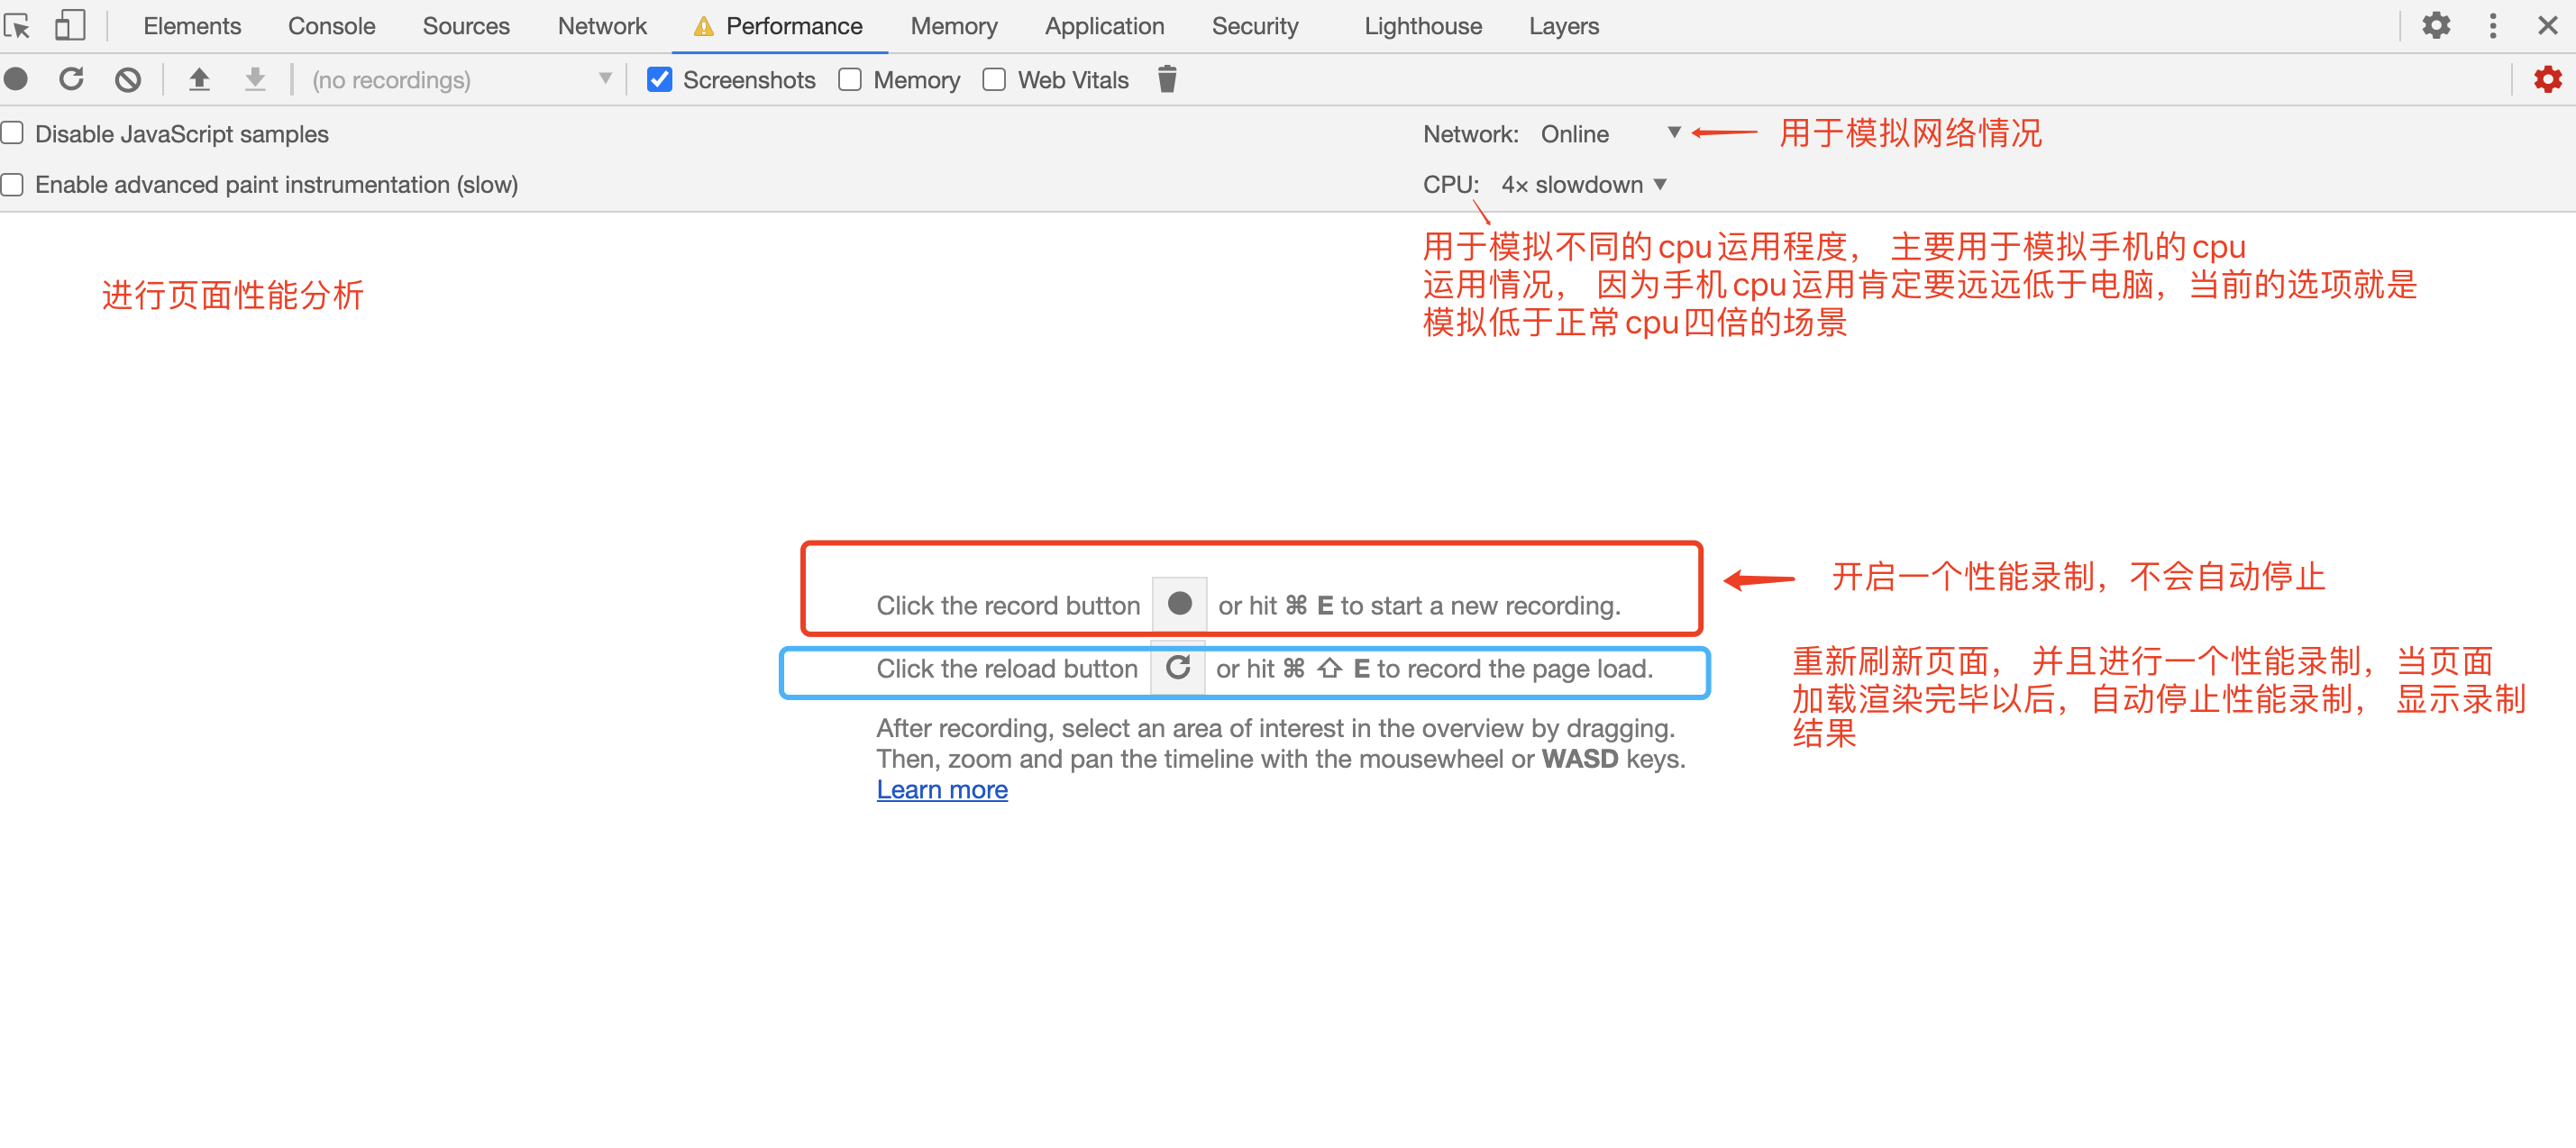 Elements Console Sources Network Performance Memory Application Security Lighthouse Layers
(no recordings) Screenshots Memory Web Vitals
Disable JavaScript samples
Network: Online
用于模拟网络情况
Enable advanced paint instrumentation (slow)
CPU: 4× slowdown
用于模拟不同的cpu运用程度， 主要用于模拟手机的cpu
运用情况， 因为手机cpu运用肯定要远远低于电脑，当前的选项就是
模拟低于正常cpu四倍的场景
进行页面性能分析
Click the record button or hit ⌘ E to start a new recording.
开启一个性能录制，不会自动停止
Click the reload button or hit ⌘ ⇧ E to record the page load.
重新刷新页面， 并且进行一个性能录制，当页面
加载渲染完毕以后，自动停止性能录制， 显示录制
结果
After recording, select an area of interest in the overview by dragging.
Then, zoom and pan the timeline with the mousewheel or WASD keys.
Learn more